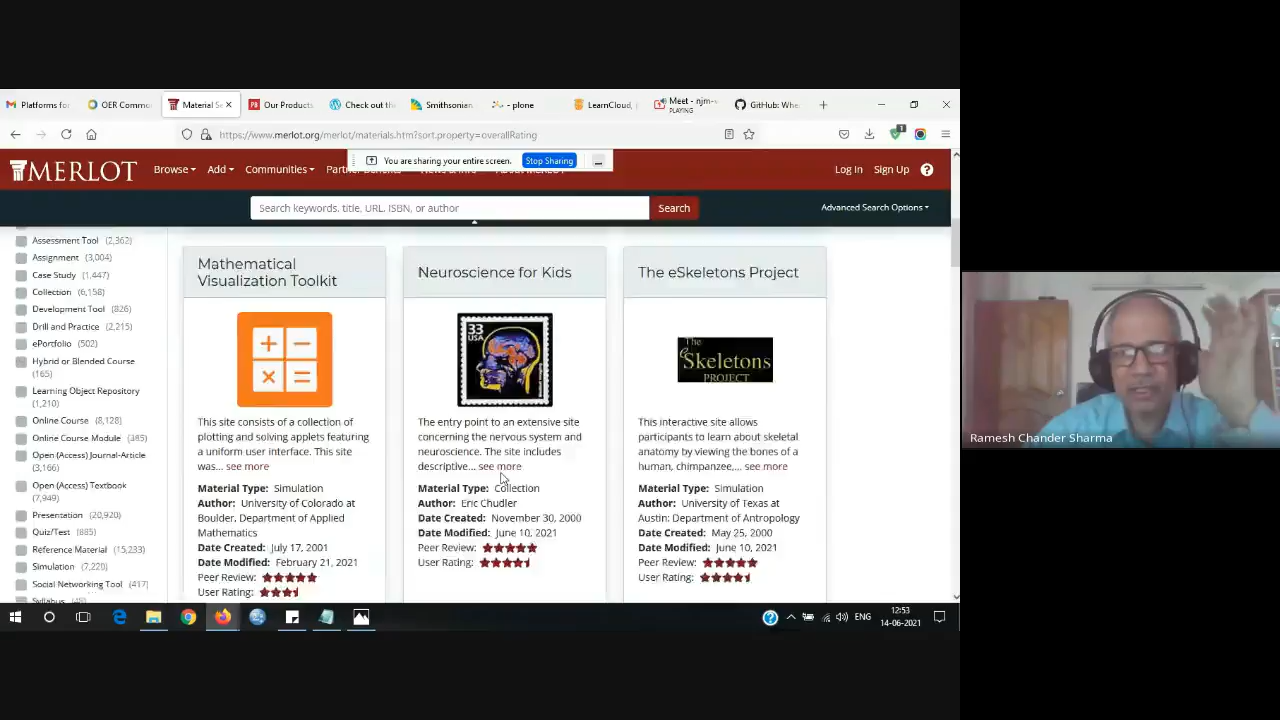 Platforms for
OER Commo
Material Se
Our Products
Check out the
Smithsonian
- plone
LearnCloud,
Meet - njm-v
PLAYING
GitHub: Whe
https://www.merlot.org/merlot/materials.htm?sort.property=overallRating
You are sharing your entire screen.
Stop Sharing
MERLOT
Browse
Add
Communities
Log In
Sign Up
Search keywords. title, URL. ISBN, or author
Search
Advanced Search Options
Assessment Tool (2,362)
Assignment (3,004)
Case Study (1,447)
Collection (6,158)
Development Tool (826)
Drill and Practice (2,215)
ePortfolio (502)
Hybrid or Blended Course
(165)
Learning Object Repository
(1,210)
Online Course (8,128)
Online Course Module (465)
Open (Access) Journal-Article
(3,166)
Open (Access) Textbook
(7,949)
Presentation (20,920)
Quiz/Test (885)
Reference Material (15,233)
Simulation (7,220)
Social Networking Tool (417)
Mathematical
Visualization Toolkit
This site consists of a collection of
plotting and solving applets featuring
a uniform user interface. This site
was... see more
Material Type: Simulation
Author: University of Colorado at
Boulder, Department of Applied
Mathematics
Date Created: July 17, 2001
Date Modified: February 21, 2021
Peer Review:
User Rating:
Neuroscience for Kids
33
USA
The entry point to an extensive site
concerning the nervous system and
neuroscience. The site includes
descriptive... see more
Material Type: Collection
Author: Eric Chudler
Date Created: November 30, 2000
Date Modified: June 10, 2021
Peer Review:
User Rating:
The eSkeletons Project
The
eSkeletons
PROJECT
This interactive site allows
participants to learn about skeletal
anatomy by viewing the bones of a
human, chimpanzee,... see more
Material Type: Simulation
Author: University of Texas at
Austin: Department of Antropology
Date Created: May 25, 2000
Date Modified: June 10, 2021
Peer Review:
User Rating:
Ramesh Chander Sharma
ENG
12:53
14-06-2021